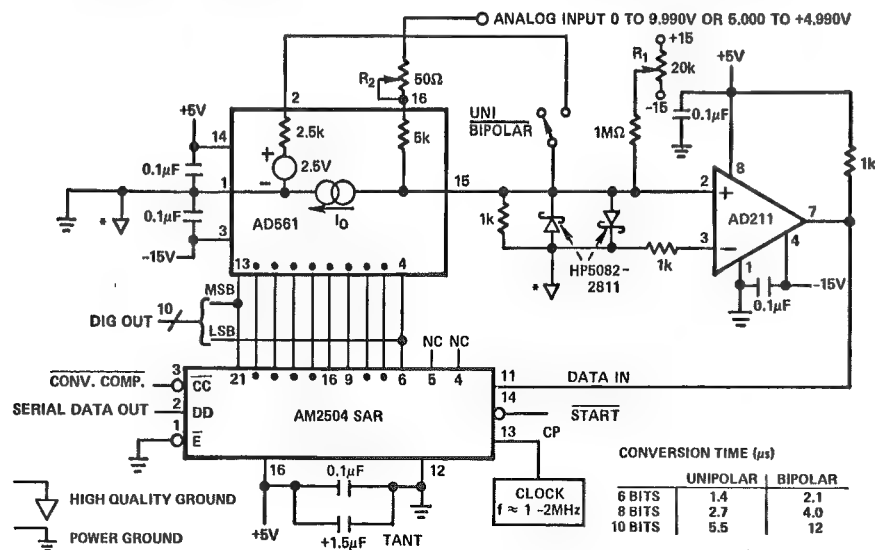 ANALOG INPUT 0 TO 9.990V OR 5.000 TO +4.990V
+15
R1
20k
-15
+5V
R2
50Ω
2
16
+5V
14
2.5k
5k
UNI
BIPOLAR
1MΩ
0.1µF
0.1µF
+
2.5V
-
8
1k
1
15
2
+
0.1µF
AD561
IO
1k
AD211
7
*
3
-15V
3
-
4
HP5082-
2811
1k
1
13
4
*
0.1µF
-15V
MSB
DIG OUT
10
LSB
NC
NC
3
CONV. COMP.
CC
21
16
9
6
5
4
11
DATA IN
SERIAL DATA OUT
2
DD
AM2504 SAR
14
START
1
E
13
CP
16
12
0.1µF
CLOCK
f ≈ 1 -2MHz
+5V
+1.5µF
TANT
HIGH QUALITY GROUND
POWER GROUND
CONVERSION TIME (µs)
UNIPOLAR BIPOLAR
6 BITS 1.4 2.1
8 BITS 2.7 4.0
10 BITS 5.5 12